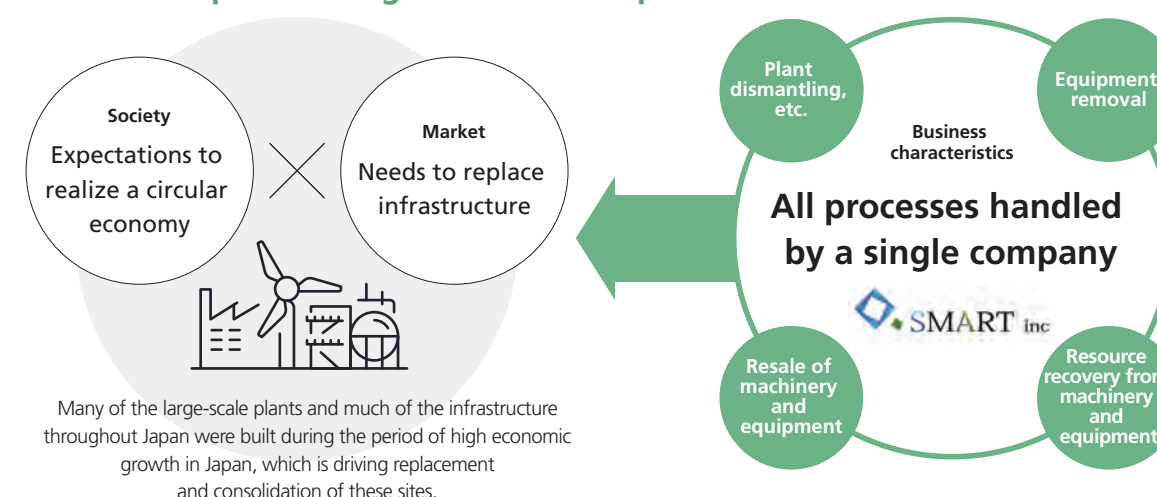 Society
Expectations to
realize a circular
economy
Market
Needs to replace
infrastructure
Many of the large-scale plants and much of the infrastructure
throughout Japan were built during the period of high economic
growth in Japan, which is driving replacement
and consolidation of these sites.
Plant
dismantling,
etc.
Equipment
removal
Business
characteristics
All processes handled
by a single company
SMART inc
Resale of
machinery
and
equipment
Resource
recovery from
machinery
and
equipment